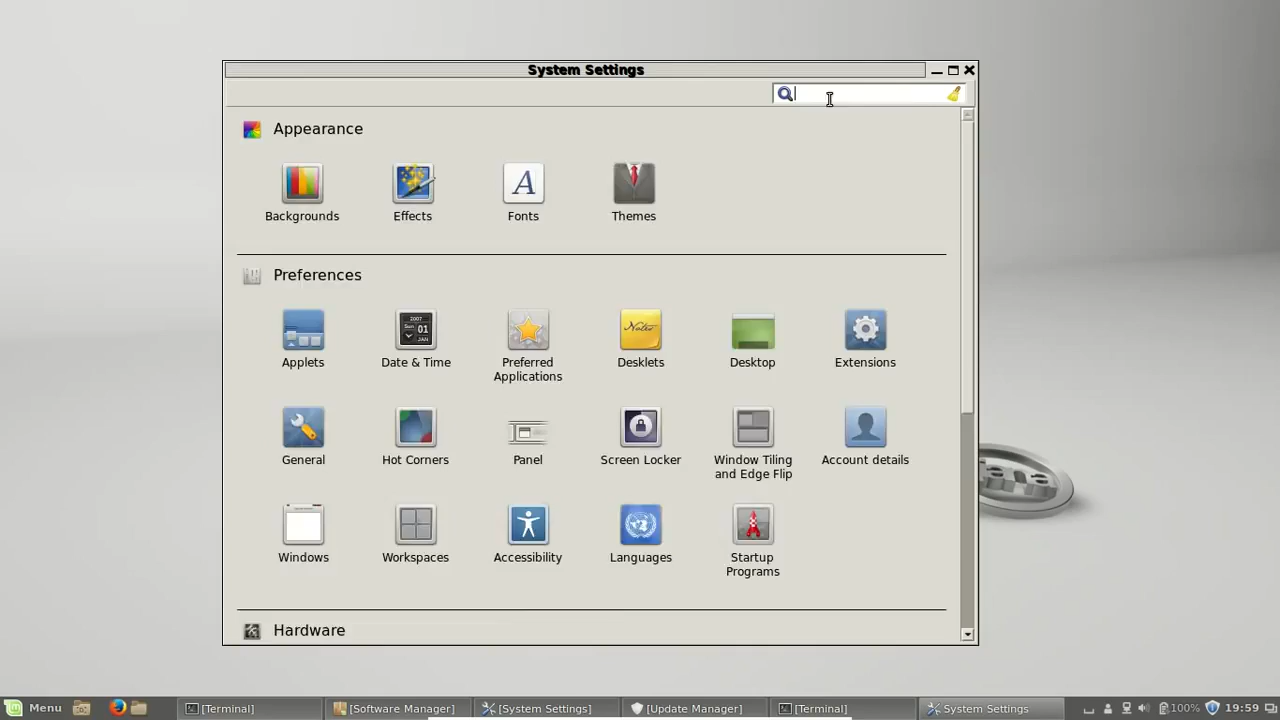 System Settings
Appearance
Backgrounds
Effects
Fonts
Themes
Preferences
Applets
Date & Time
Preferred
Applications
Desklets
Desktop
Extensions
General
Hot Corners
Panel
Screen Locker
Window Tiling
and Edge Flip
Account details
Windows
Workspaces
Accessibility
Languages
Startup
Programs
Hardware
Menu
[Terminal]
[Software Manager]
[System Settings]
[Update Manager]
[Terminal]
System Settings
100%
19:59